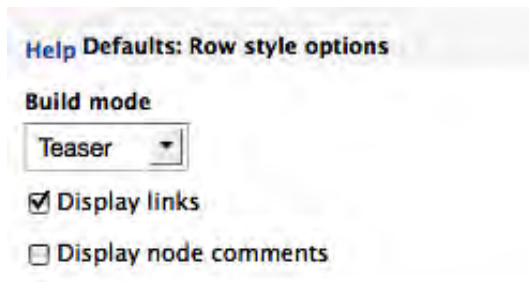 Help Defaults: Row style options
Build mode
Teaser
Display links
Display node comments